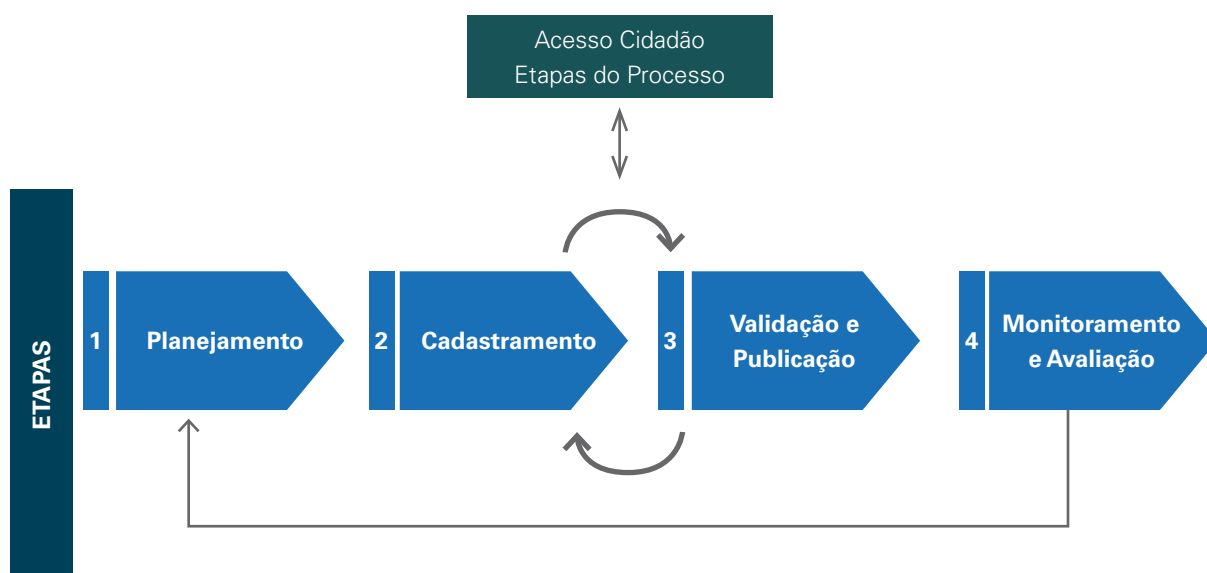 Acesso Cidadão
Etapas do Processo
ETAPAS
1
Planejamento
2
Cadastramento
3
Validação e
Publicação
4
Monitoramento
e Avaliação